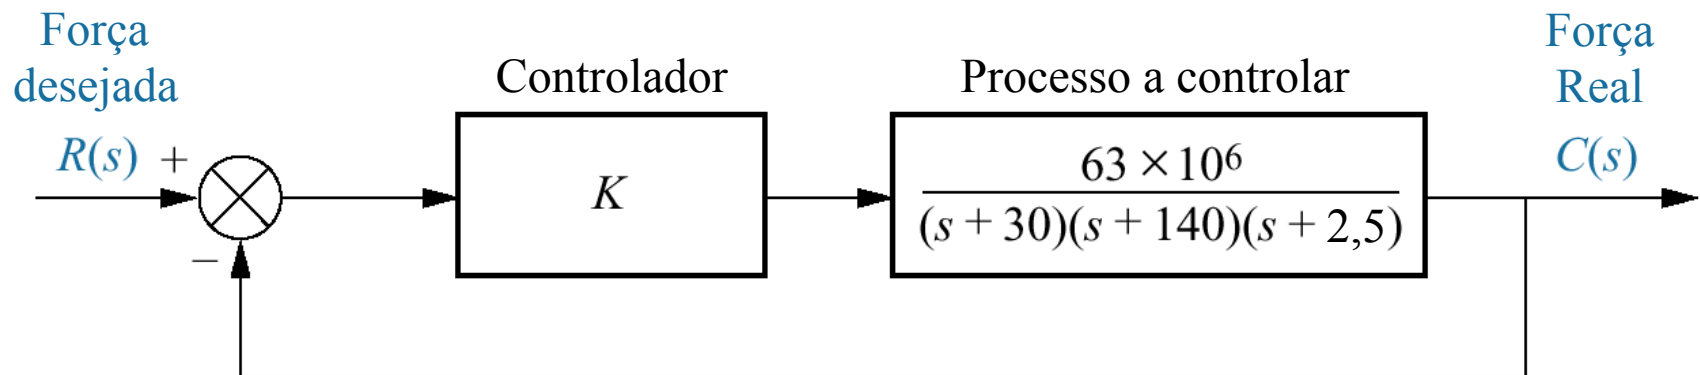 Força
desejada
R(s) +
−
Controlador
K
Processo a controlar
63 × 10⁶
(s + 30)(s + 140)(s + 2,5)
Força
Real
C(s)